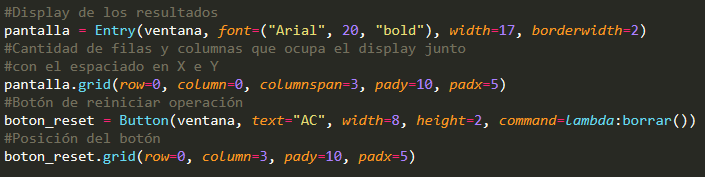 #Display de los resultados
pantalla = Entry(ventana, font=("Arial", 20, "bold"), width=17, borderwidth=2)
#Cantidad de filas y columnas que ocupa el display junto
#con el espaciado en X e Y
pantalla.grid(row=0, column=0, columnspan=3, pady=10, padx=5)
#Botón de reiniciar operación
boton_reset = Button(ventana, text="AC", width=8, height=2, command=lambda:borrar())
#Posición del botón
boton_reset.grid(row=0, column=3, pady=10, padx=5)